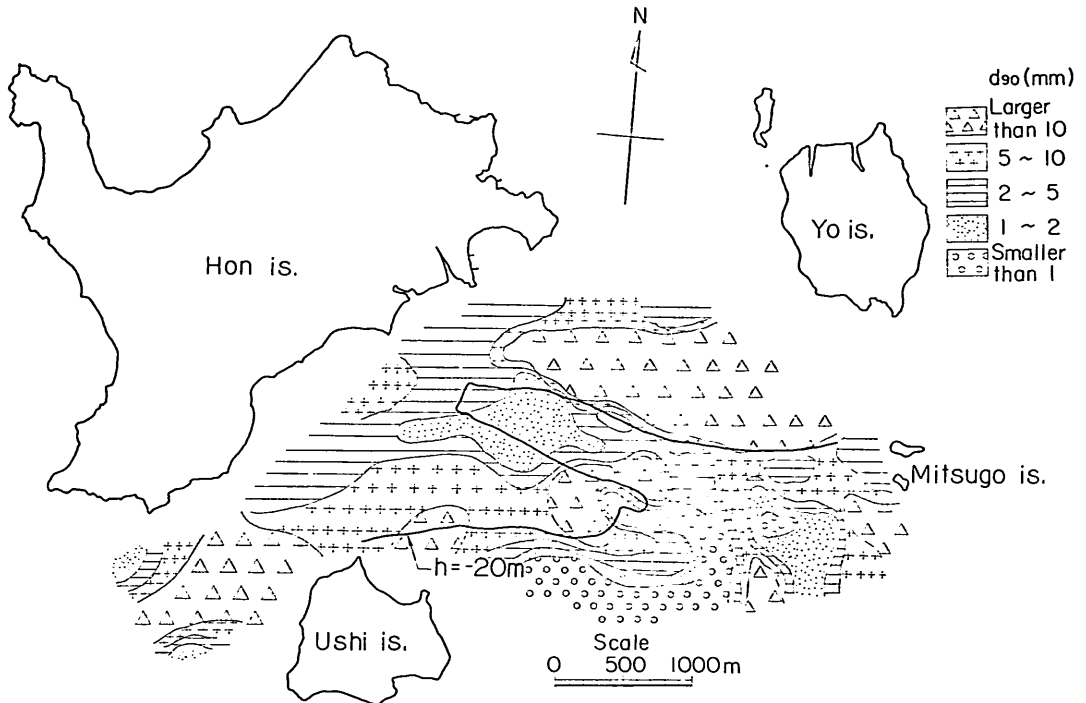 N
d90 (mm)
Larger
than 10
5 ~ 10
2 ~ 5
1 ~ 2
Smaller
than 1
Hon is.
Yo is.
Mitsugo is.
h=-20m
Ushi is.
Scale
0 500 1000m